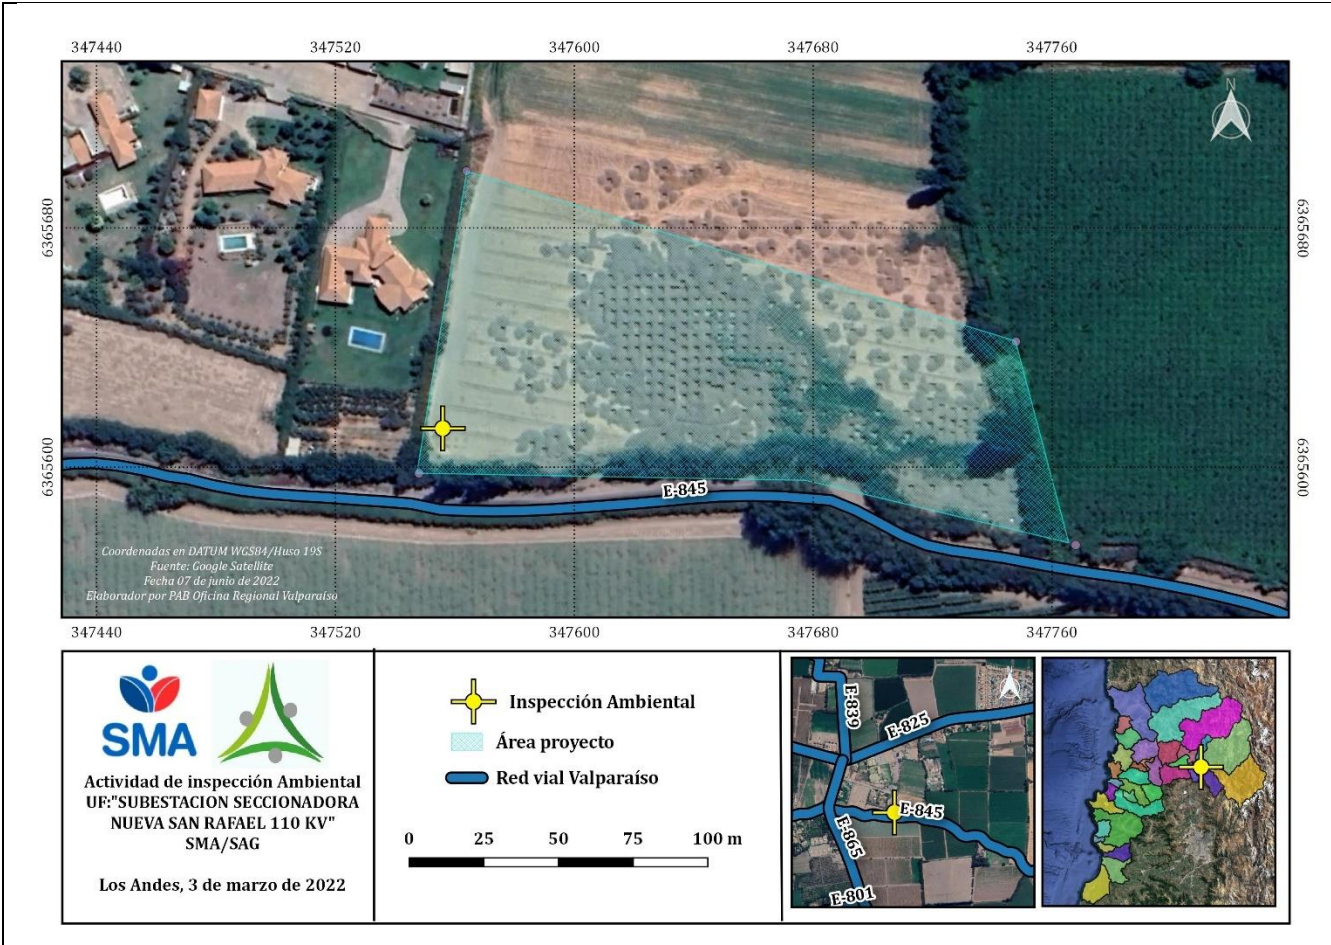 347440 347520 347600 347680 347760
N
6365680
6365680
6365600
6365600
E-845
Coordenadas en DATUM WGS84/Huso 19S
Fuente: Google Satellite
Fecha 07 de junio de 2022
Elaborador por PAB Oficina Regional Valparaíso
347440 347520 347600 347680 347760
SMA
Actividad de inspección Ambiental
UF:"SUBESTACION SECCIONADORA
NUEVA SAN RAFAEL 110 KV"
SMA/SAG
Los Andes, 3 de marzo de 2022
Inspección Ambiental
Área proyecto
Red vial Valparaíso
0 25 50 75 100 m
E-839
E-825
E-845
E-865
E-801